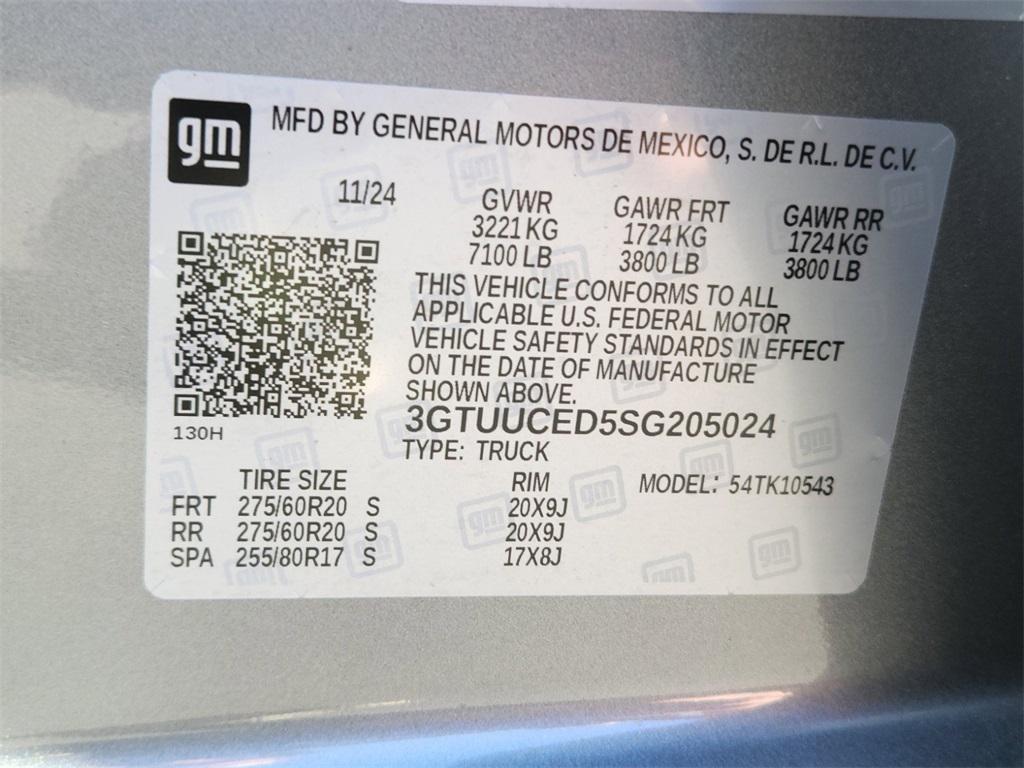 gm
MFD BY GENERAL MOTORS DE MEXICO, S. DE R.L. DE C.V.
11/24 GVWR GAWR FRT GAWR RR
3221 KG 1724 KG 1724 KG
7100 LB 3800 LB 3800 LB
THIS VEHICLE CONFORMS TO ALL
APPLICABLE U.S. FEDERAL MOTOR
VEHICLE SAFETY STANDARDS IN EFFECT
ON THE DATE OF MANUFACTURE
SHOWN ABOVE.
3GTUUCED5SG205024
130H
TYPE: TRUCK
TIRE SIZE RIM MODEL: 54TK10543
FRT 275/60R20 S 20X9J
RR 275/60R20 S 20X9J
SPA 255/80R17 S 17X8J